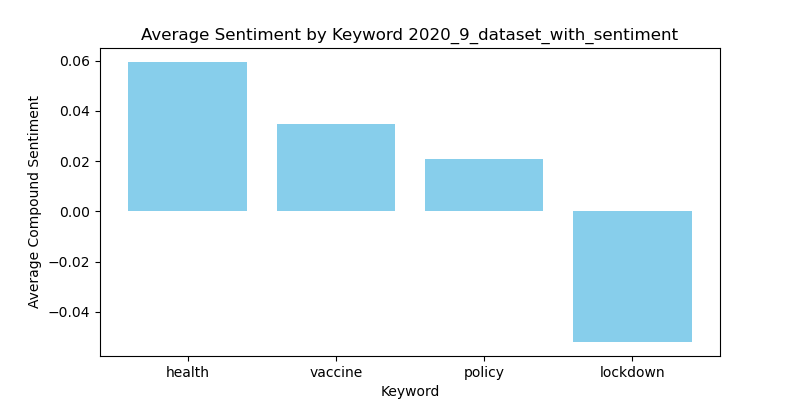 Average Sentiment by Keyword 2020_9_dataset_with_sentiment
Average Compound Sentiment
0.06
0.04
0.02
0.00
−0.02
−0.04
health vaccine policy lockdown
Keyword